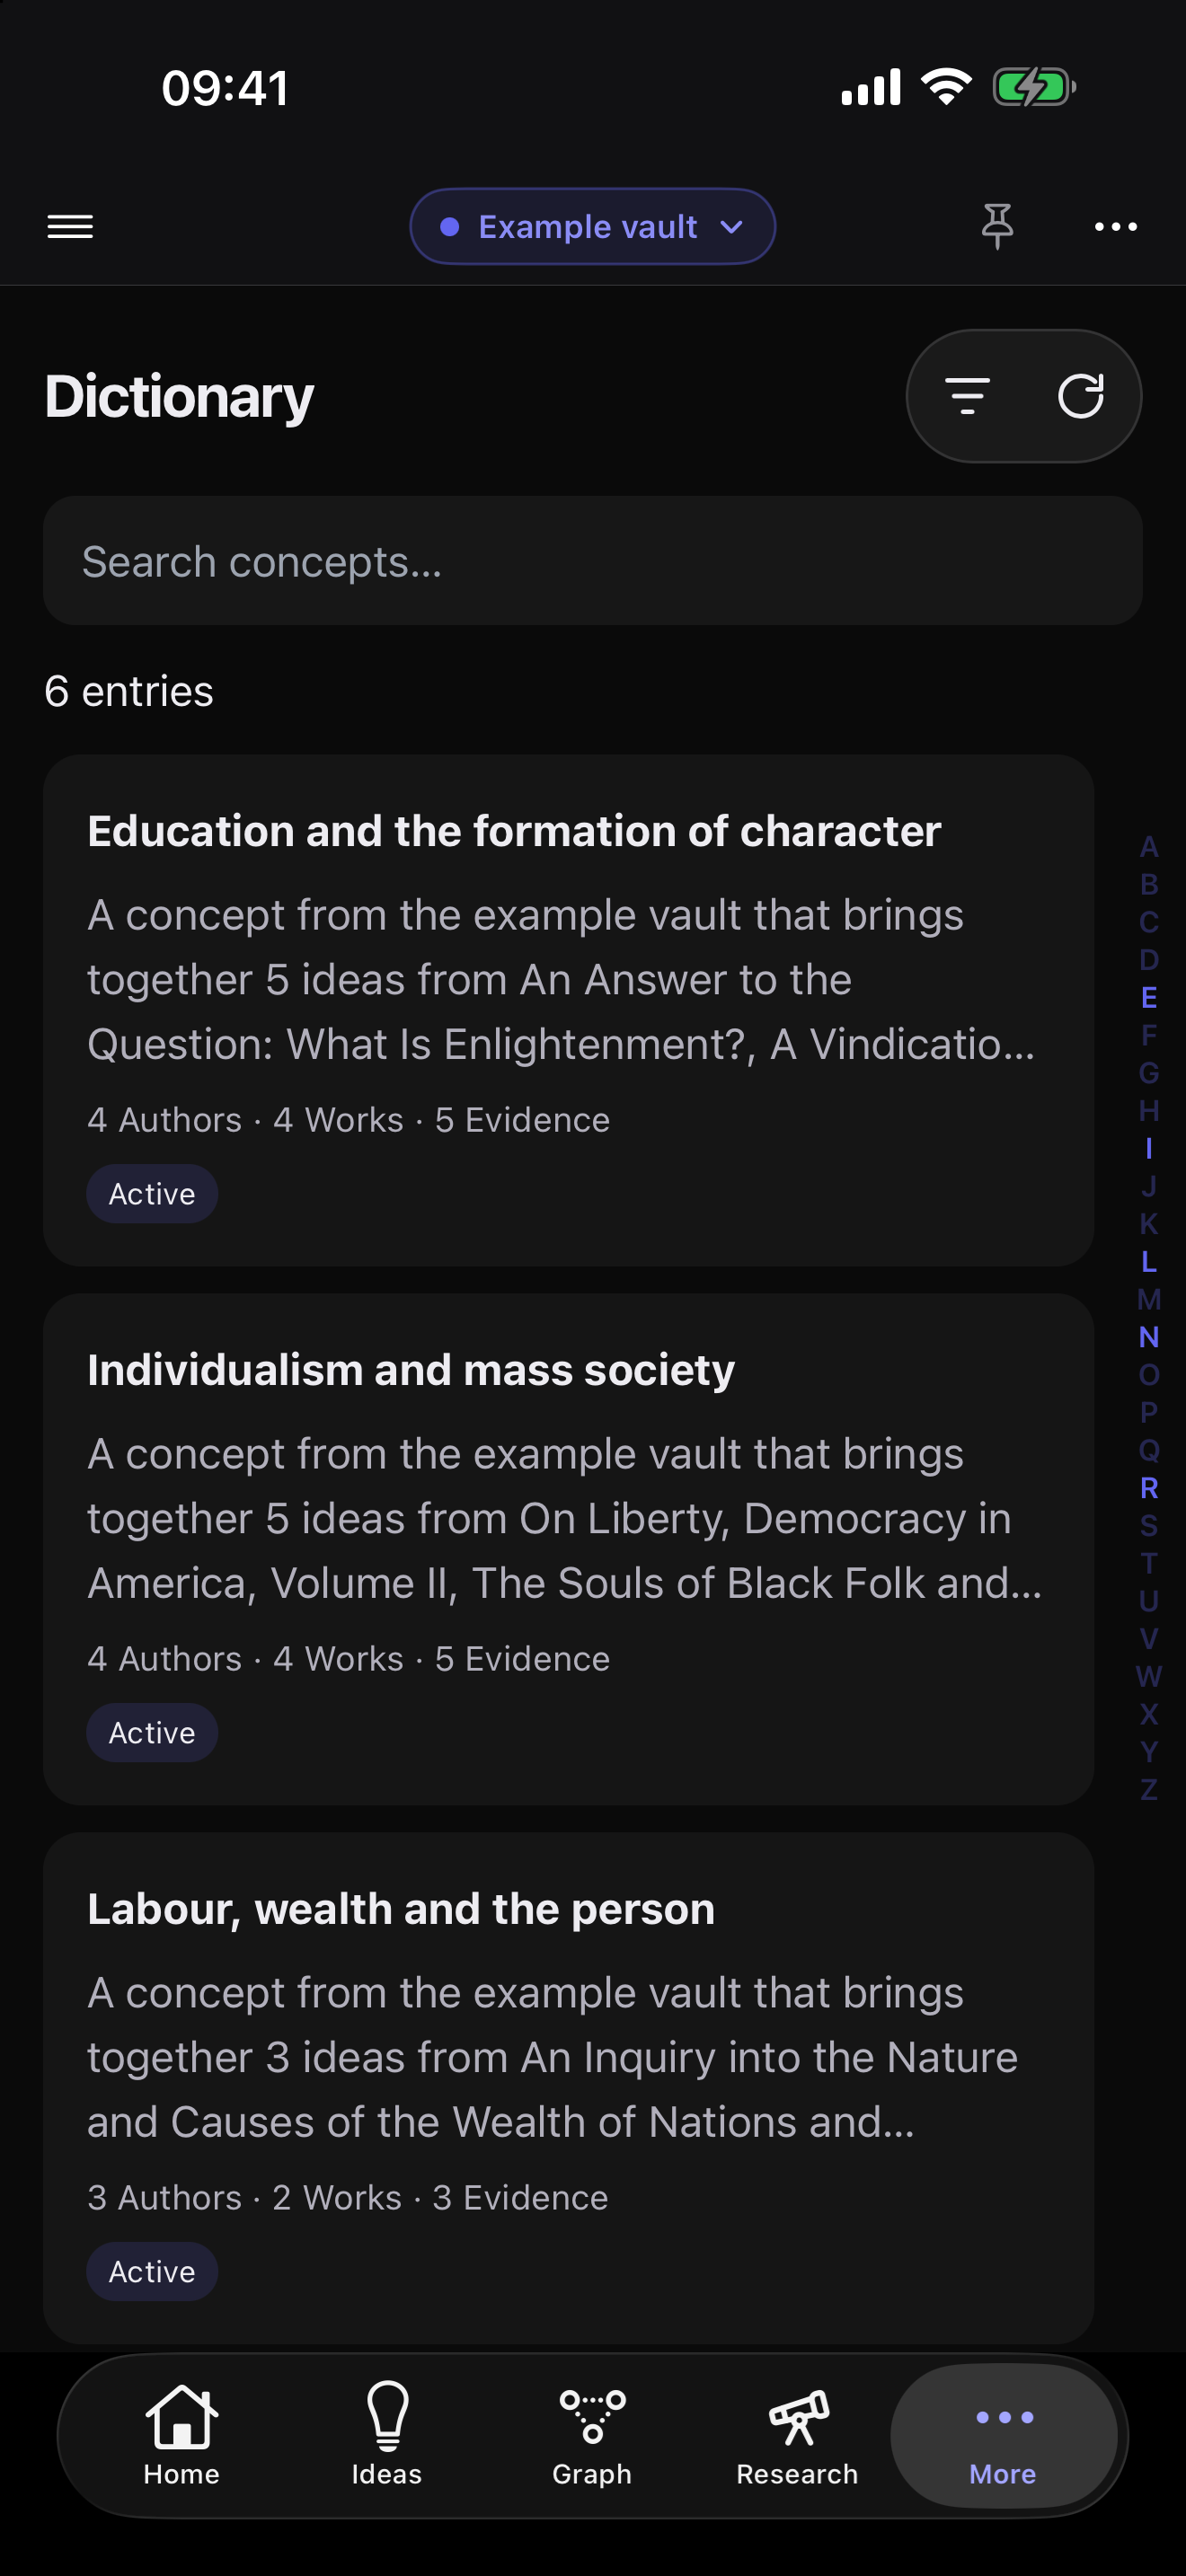 09:41
Example vault
Dictionary
Search concepts...
6 entries
Education and the formation of character
A concept from the example vault that brings
together 5 ideas from An Answer to the
Question: What Is Enlightenment?, A Vindicatio...
4 Authors · 4 Works · 5 Evidence
Active
Individualism and mass society
A concept from the example vault that brings
together 5 ideas from On Liberty, Democracy in
America, Volume II, The Souls of Black Folk and...
4 Authors · 4 Works · 5 Evidence
Active
Labour, wealth and the person
A concept from the example vault that brings
together 3 ideas from An Inquiry into the Nature
and Causes of the Wealth of Nations and...
3 Authors · 2 Works · 3 Evidence
Active
A
B
C
D
E
F
G
H
I
J
K
L
M
N
O
P
Q
R
S
T
U
V
W
X
Y
Z
Home
Ideas
Graph
Research
More